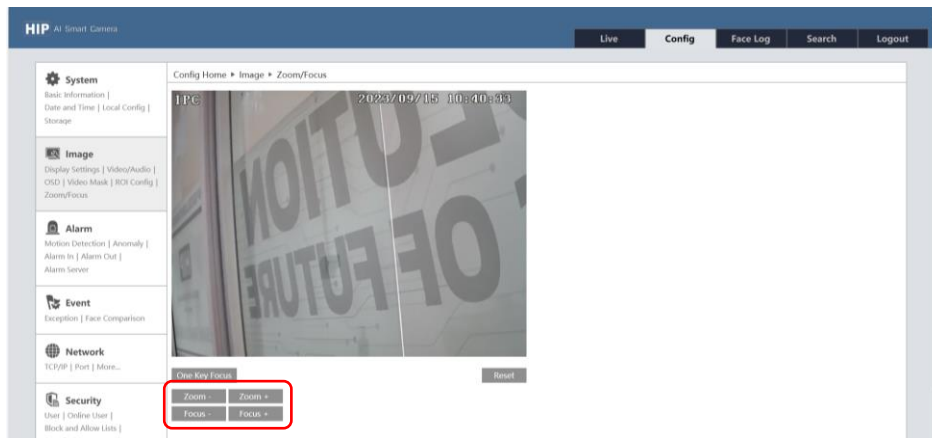 HIP AI Smart Camera
Live Config Face Log Search Logout
Config Home ▸ Image ▸ Zoom/Focus
System
Basic Information |
Date and Time | Local Config |
Storage
Image
Display Settings | Video/Audio |
OSD | Video Mask | ROI Config |
Zoom/Focus
Alarm
Motion Detection | Anomaly |
Alarm In | Alarm Out |
Alarm Server
Event
Exception | Face Comparison
Network
TCP/IP | Port | More...
Security
User | Online User |
Block and Allow Lists |
IPC 2023/09/15 10:40:33
OLUTION
OF FUTURE
One Key Focus Reset
Zoom - Zoom +
Focus - Focus +